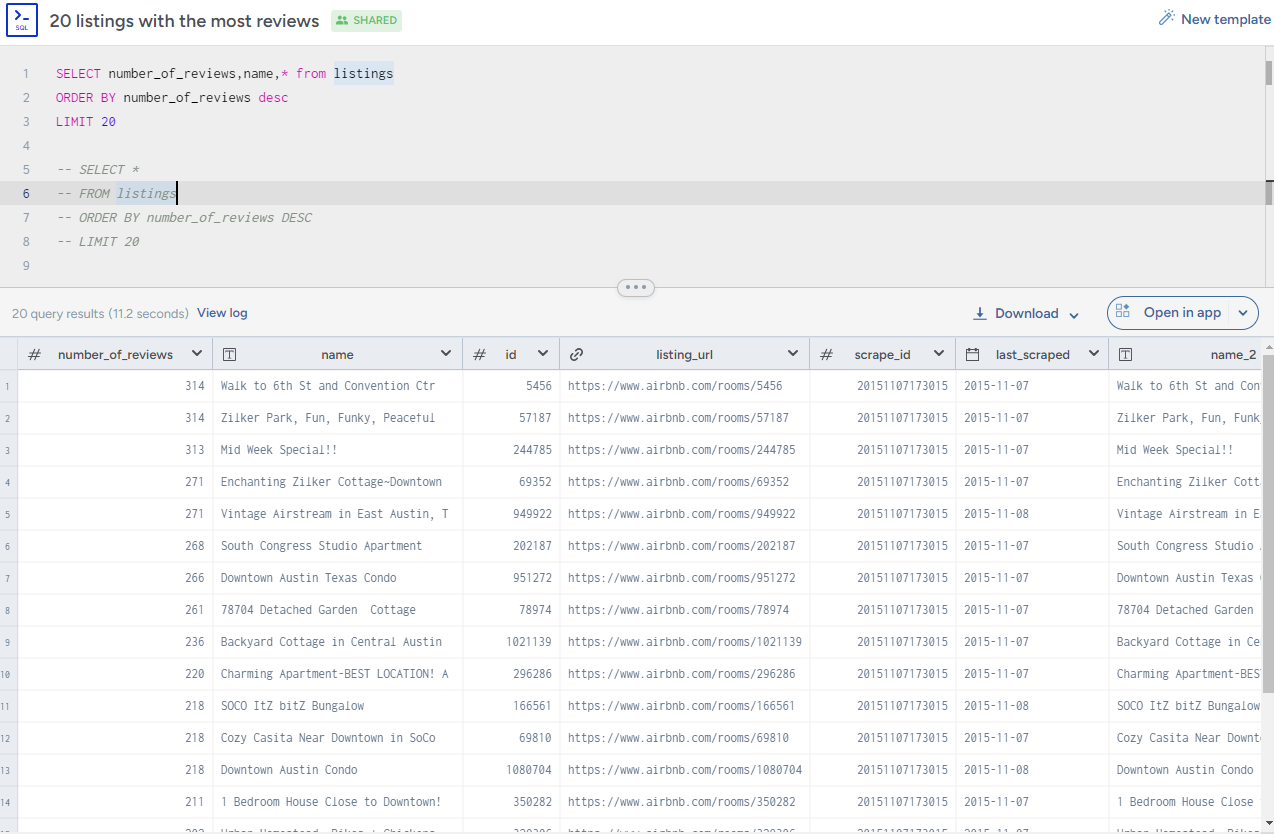 SQL
20 listings with the most reviews SHARED New template
1 SELECT number_of_reviews,name,* from listings
2 ORDER BY number_of_reviews desc
3 LIMIT 20
4
5 -- SELECT *
6 -- FROM listings
7 -- ORDER BY number_of_reviews DESC
8 -- LIMIT 20
9
20 query results (11.2 seconds) View log Download Open in app
# number_of_reviews T name # id listing_url # scrape_id last_scraped T name_2
1 314 Walk to 6th St and Convention Ctr 5456 https://www.airbnb.com/rooms/5456 20151107173015 2015-11-07 Walk to 6th St and Con
2 314 Zilker Park, Fun, Funky, Peaceful 57187 https://www.airbnb.com/rooms/57187 20151107173015 2015-11-07 Zilker Park, Fun, Funk
3 313 Mid Week Special!! 244785 https://www.airbnb.com/rooms/244785 20151107173015 2015-11-07 Mid Week Special!!
4 271 Enchanting Zilker Cottage~Downtown 69352 https://www.airbnb.com/rooms/69352 20151107173015 2015-11-07 Enchanting Zilker Cott
5 271 Vintage Airstream in East Austin, T 949922 https://www.airbnb.com/rooms/949922 20151107173015 2015-11-08 Vintage Airstream in E
6 268 South Congress Studio Apartment 202187 https://www.airbnb.com/rooms/202187 20151107173015 2015-11-07 South Congress Studio
7 266 Downtown Austin Texas Condo 951272 https://www.airbnb.com/rooms/951272 20151107173015 2015-11-07 Downtown Austin Texas
8 261 78704 Detached Garden  Cottage 78974 https://www.airbnb.com/rooms/78974 20151107173015 2015-11-07 78704 Detached Garden
9 236 Backyard Cottage in Central Austin 1021139 https://www.airbnb.com/rooms/1021139 20151107173015 2015-11-07 Backyard Cottage in Ce
10 220 Charming Apartment-BEST LOCATION! A 296286 https://www.airbnb.com/rooms/296286 20151107173015 2015-11-07 Charming Apartment-BES
11 218 SOCO ItZ bitZ Bungalow 166561 https://www.airbnb.com/rooms/166561 20151107173015 2015-11-08 SOCO ItZ bitZ Bungalow
12 218 Cozy Casita Near Downtown in SoCo 69810 https://www.airbnb.com/rooms/69810 20151107173015 2015-11-07 Cozy Casita Near Downt
13 218 Downtown Austin Condo 1080704 https://www.airbnb.com/rooms/1080704 20151107173015 2015-11-08 Downtown Austin Condo
14 211 1 Bedroom House Close to Downtown! 350282 https://www.airbnb.com/rooms/350282 20151107173015 2015-11-07 1 Bedroom House Close